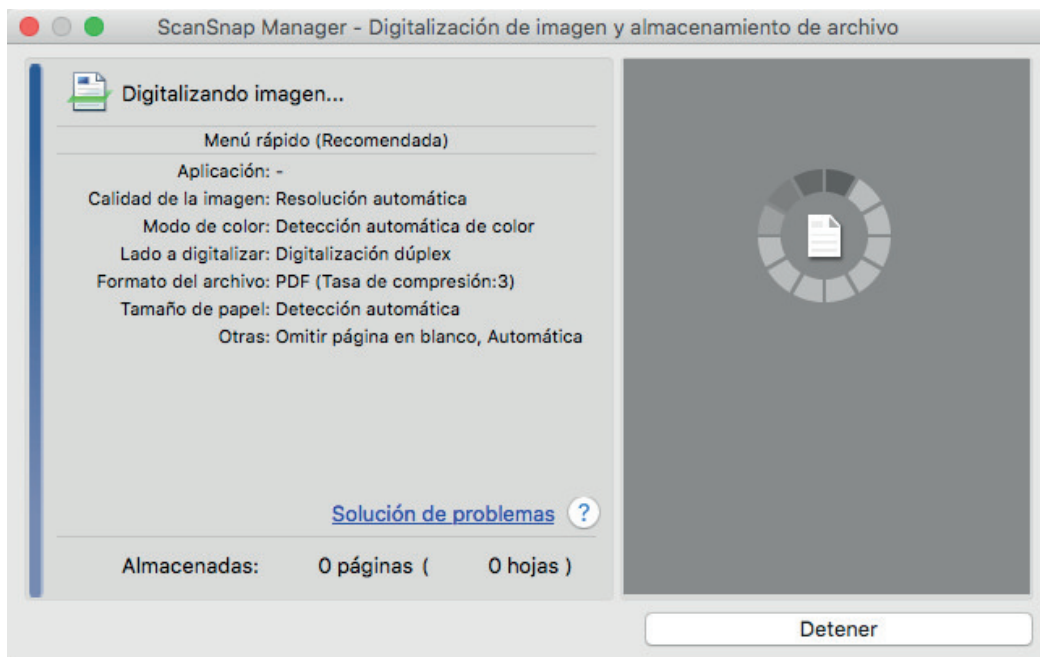 ScanSnap Manager - Digitalización de imagen y almacenamiento de archivo
Digitalizando imagen...
Menú rápido (Recomendada)
Aplicación: -
Calidad de la imagen: Resolución automática
Modo de color: Detección automática de color
Lado a digitalizar: Digitalización dúplex
Formato del archivo: PDF (Tasa de compresión:3)
Tamaño de papel: Detección automática
Otras: Omitir página en blanco, Automática
Solución de problemas ?
Almacenadas: 0 páginas ( 0 hojas )
Detener